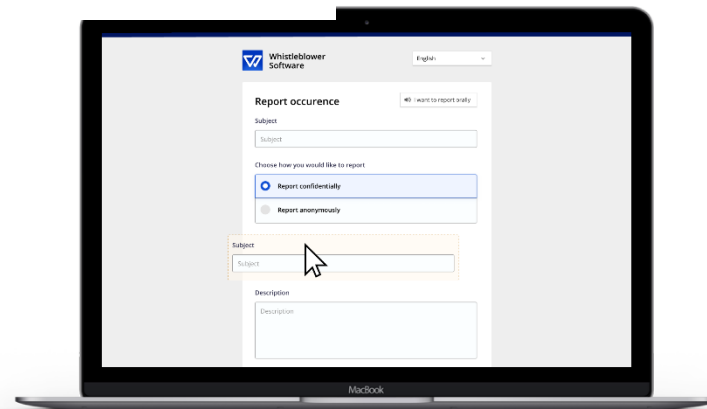 Whistleblower
Software
English
Report occurence
I want to report orally
Subject
Subject
Choose how you would like to report
Report confidentially
Report anonymously
Subject
Subject
Description
Description
MacBook